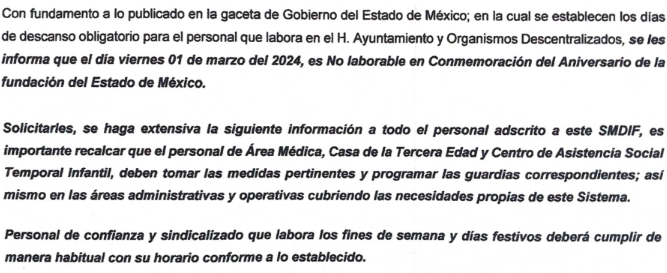 Con fundamento a lo publicado en la gaceta de Gobierno del Estado de México; en la cual se establecen los días
de descanso obligatorio para el personal que labora en el H. Ayuntamiento y Organismos Descentralizados, se les
informa que el día viernes 01 de marzo del 2024, es No laborable en Conmemoración del Aniversario de la
fundación del Estado de México.
Solicitarles, se haga extensiva la siguiente información a todo el personal adscrito a este SMDIF, es
importante recalcar que el personal de Área Médica, Casa de la Tercera Edad y Centro de Asistencia Social
Temporal Infantil, deben tomar las medidas pertinentes y programar las guardias correspondientes; así
mismo en las áreas administrativas y operativas cubriendo las necesidades propias de este Sistema.
Personal de confianza y sindicalizado que labora los fines de semana y días festivos deberá cumplir de
manera habitual con su horario conforme a lo establecido.